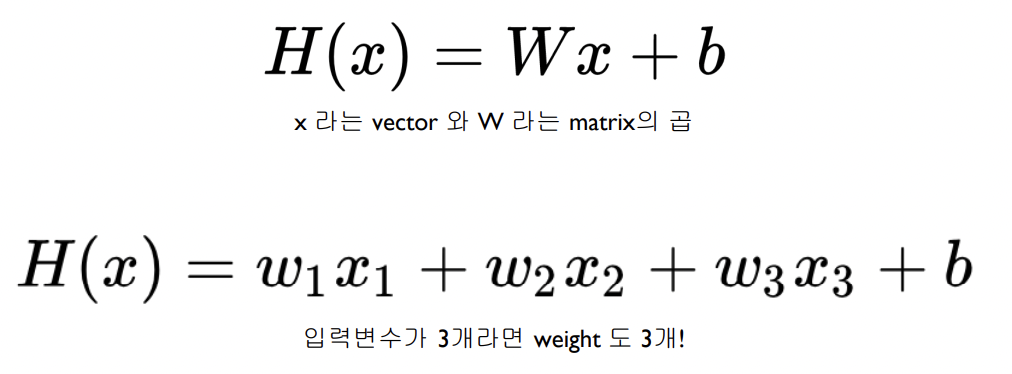 H(x) = Wx + b
x 라는 vector 와 W 라는 matrix의 곱
H(x) = w₁x₁ + w₂x₂ + w₃x₃ + b
입력변수가 3개라면 weight 도 3개!